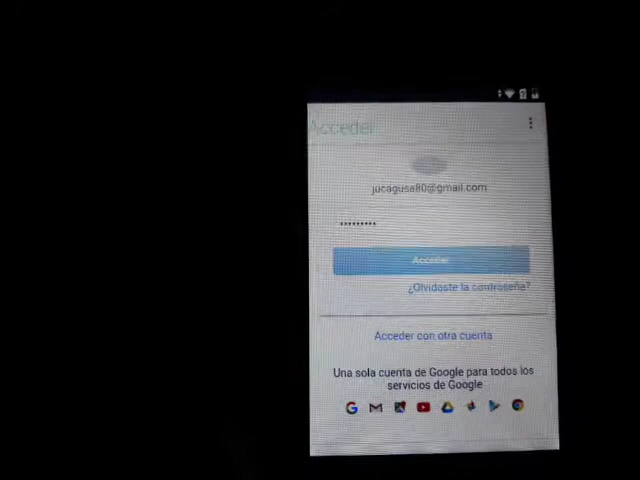 Acceder
jucagusa80@gmail.com
•••••••••
Acceder
¿Olvidaste la contraseña?
Acceder con otra cuenta
Una sola cuenta de Google para todos los
servicios de Google